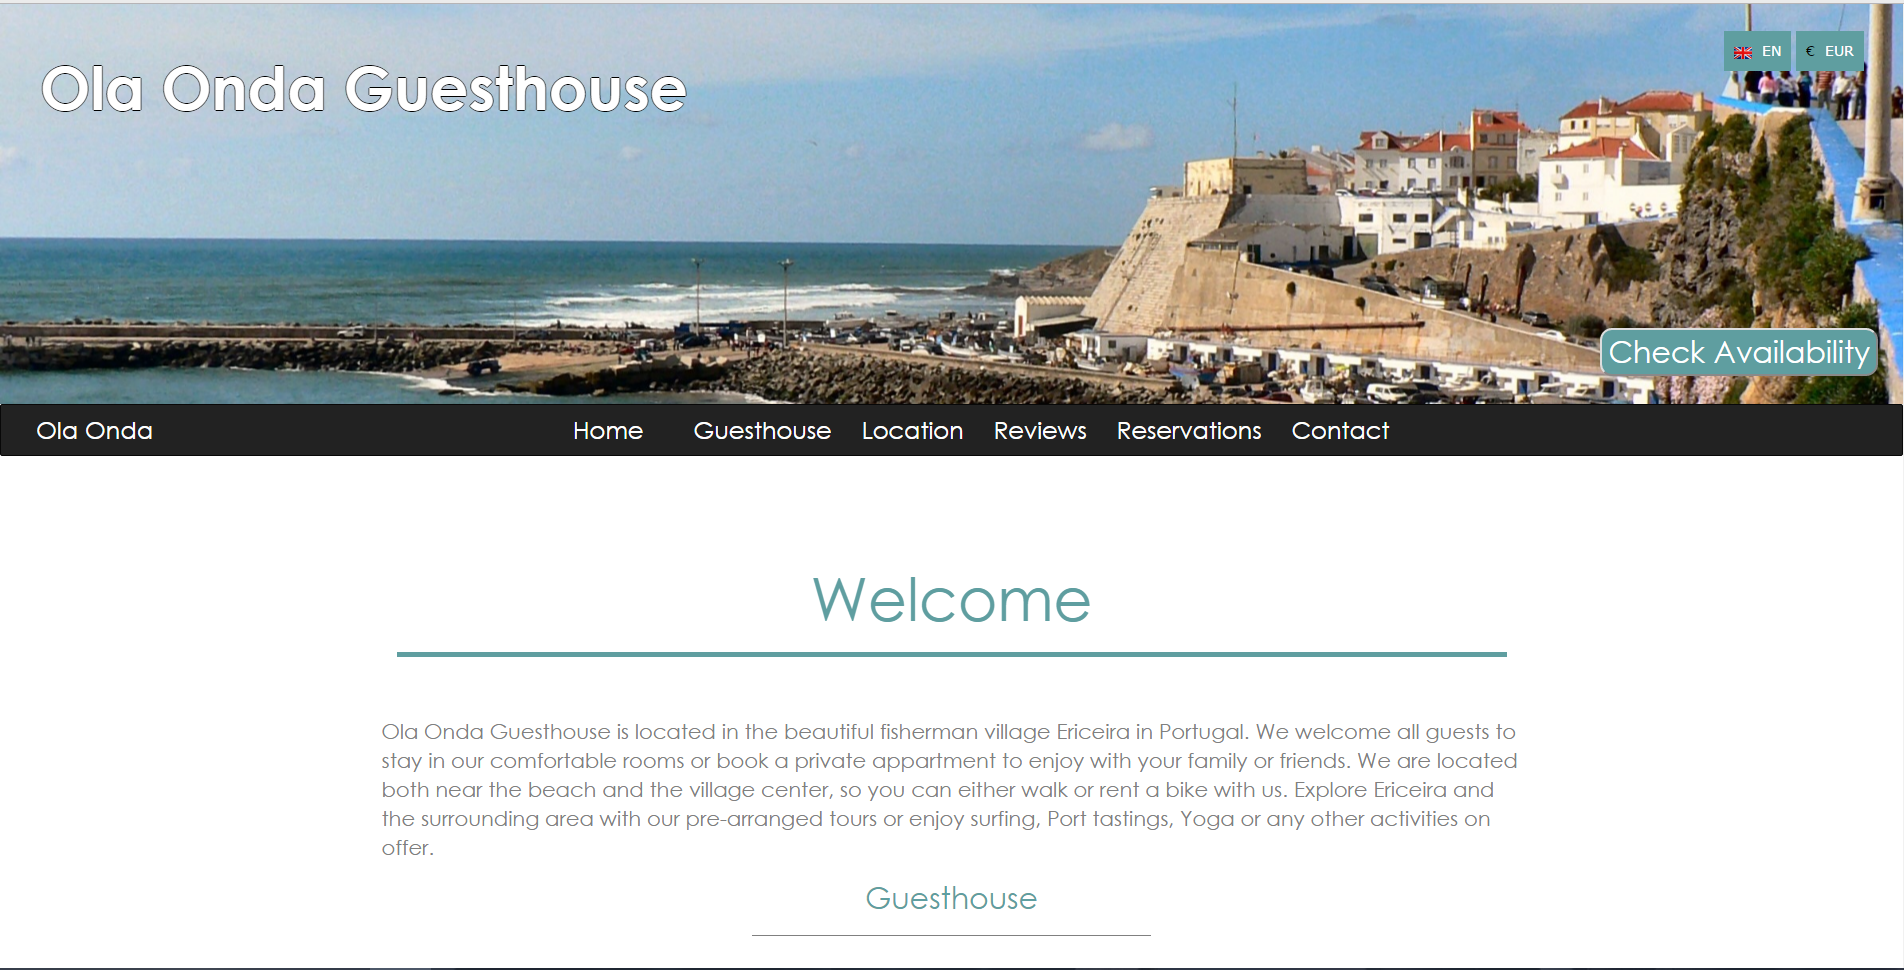 Ola Onda Guesthouse
EN
€ EUR
Check Availability
Ola Onda
Home Guesthouse Location Reviews Reservations Contact
Welcome
Ola Onda Guesthouse is located in the beautiful fisherman village Ericeira in Portugal. We welcome all guests to
stay in our comfortable rooms or book a private appartment to enjoy with your family or friends. We are located
both near the beach and the village center, so you can either walk or rent a bike with us. Explore Ericeira and
the surrounding area with our pre-arranged tours or enjoy surfing, Port tastings, Yoga or any other activities on
offer.
Guesthouse